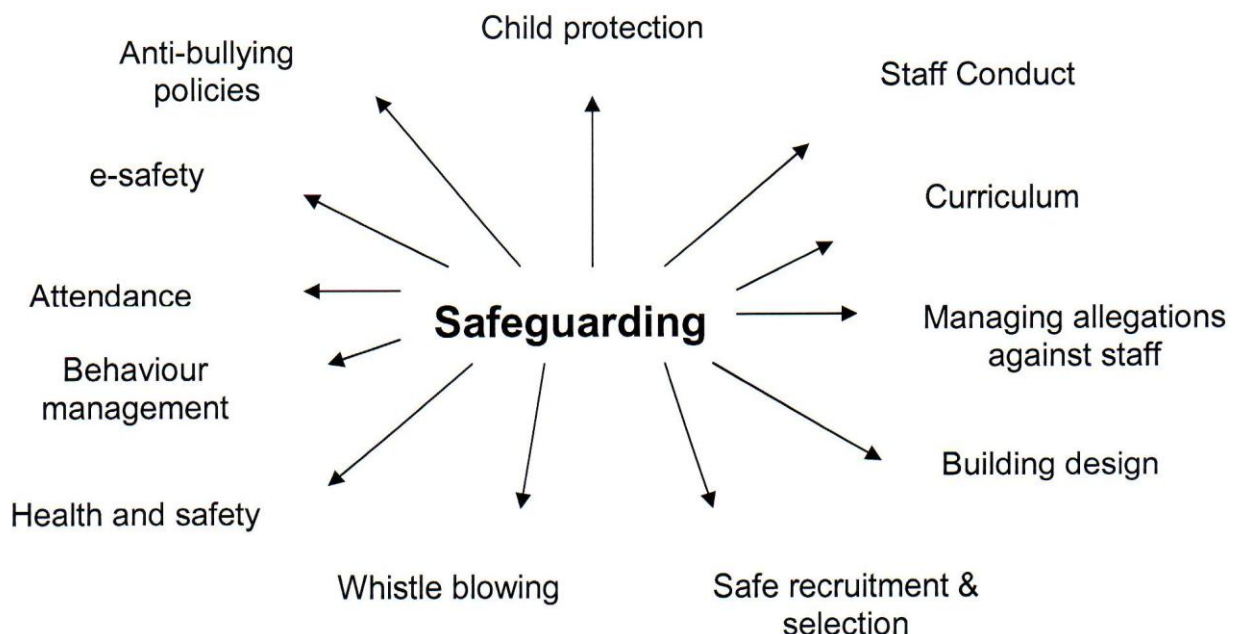 Child protection
Anti-bullying
policies
Staff Conduct
e-safety
Curriculum
Attendance
Safeguarding
Managing allegations
against staff
Behaviour
management
Building design
Health and safety
Whistle blowing
Safe recruitment &
selection